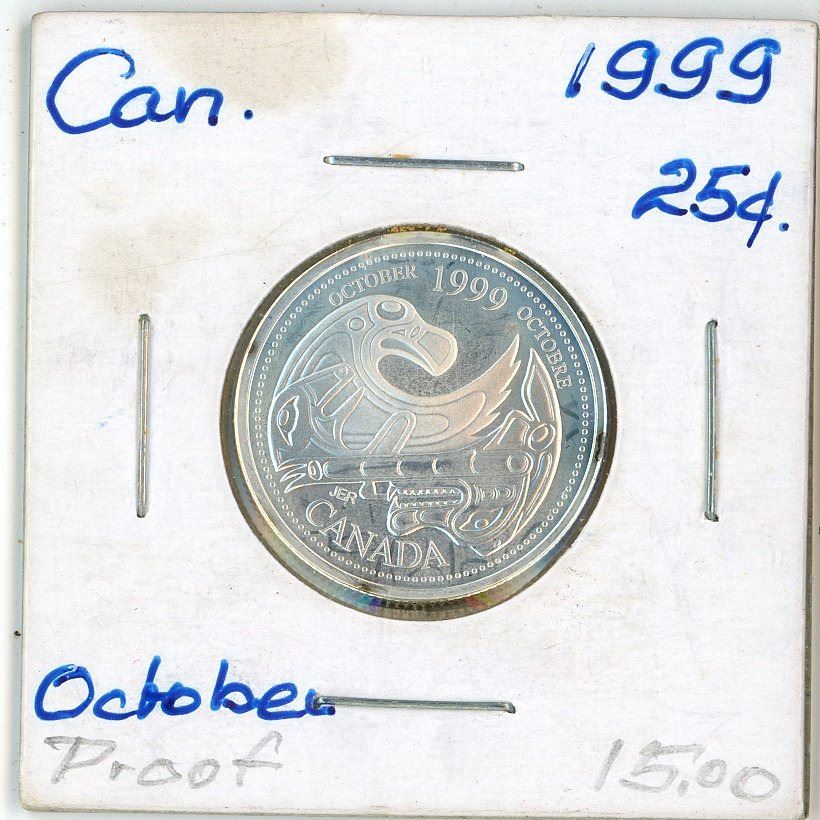 Can. 1999
25¢.
OCTOBER 1999 OCTOBRE
JER
CANADA
October
Proof 15.00